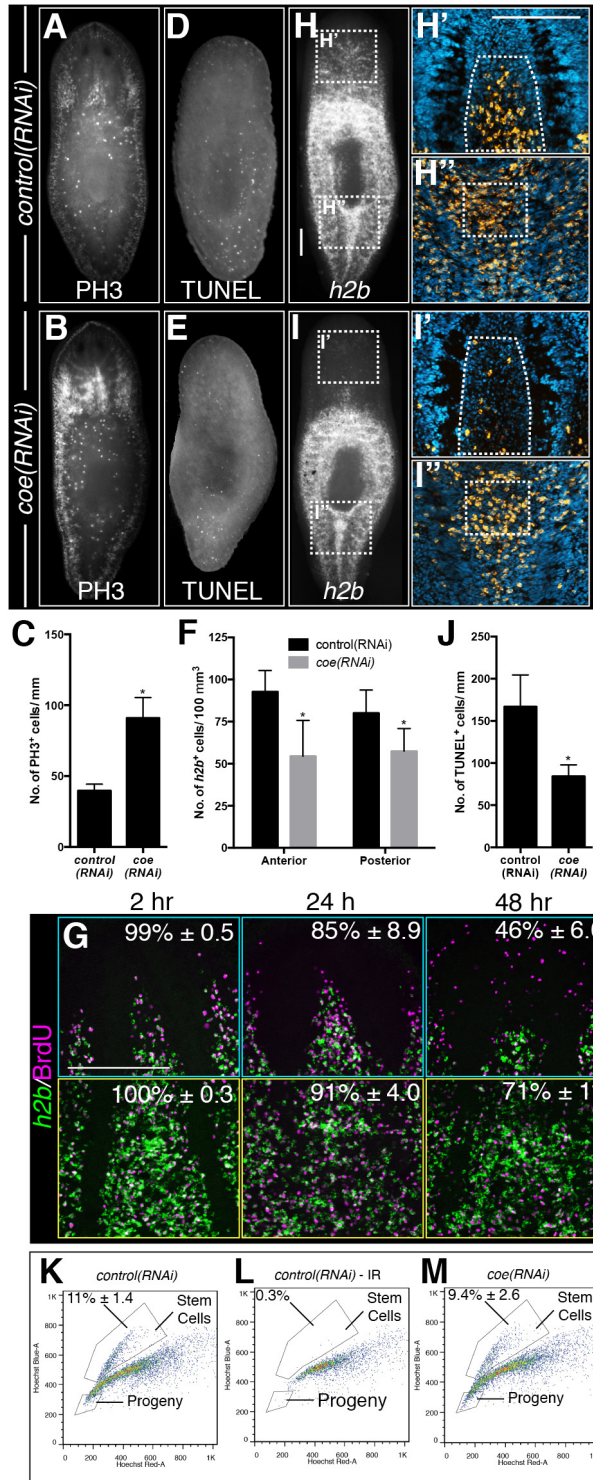 control(RNAi)
A
PH3
D
TUNEL
H
H'
H''
h2b
H'
H''
coe(RNAi)
B
PH3
E
TUNEL
I
I'
I''
h2b
I'
I''
C
No. of PH3+ cells/ mm
150
100
50
0
*
control
(RNAi)
coe
(RNAi)
F
No. of h2b+ cells/ 100 mm3
125
100
75
50
25
0
control(RNAi)
coe(RNAi)
*
*
Anterior
Posterior
J
No. of TUNEL+ cells/ mm
250
200
150
100
50
0
*
control
(RNAi)
coe
(RNAi)
2 hr
24 h
48 hr
G
h2b/BrdU
99% ± 0.5
85% ± 8.9
46% ± 6.
100% ± 0.3
91% ± 4.0
71% ± 1
K
control(RNAi)
11% ± 1.4
Stem
Cells
Progeny
Hoechst Blue-A
1K
800
600
400
200
0
200
400
600
800
1K
Hoechst Red-A
L
control(RNAi) - IR
0.3%
Stem
Cells
Progeny
Hoechst Blue-A
1K
800
600
400
200
0
200
400
600
800
1K
Hoechst Red-A
M
coe(RNAi)
9.4% ± 2.6
Stem
Cells
Progeny
Hoechst Blue-A
1K
800
600
400
200
0
200
400
600
800
1K
Hoechst Red-A